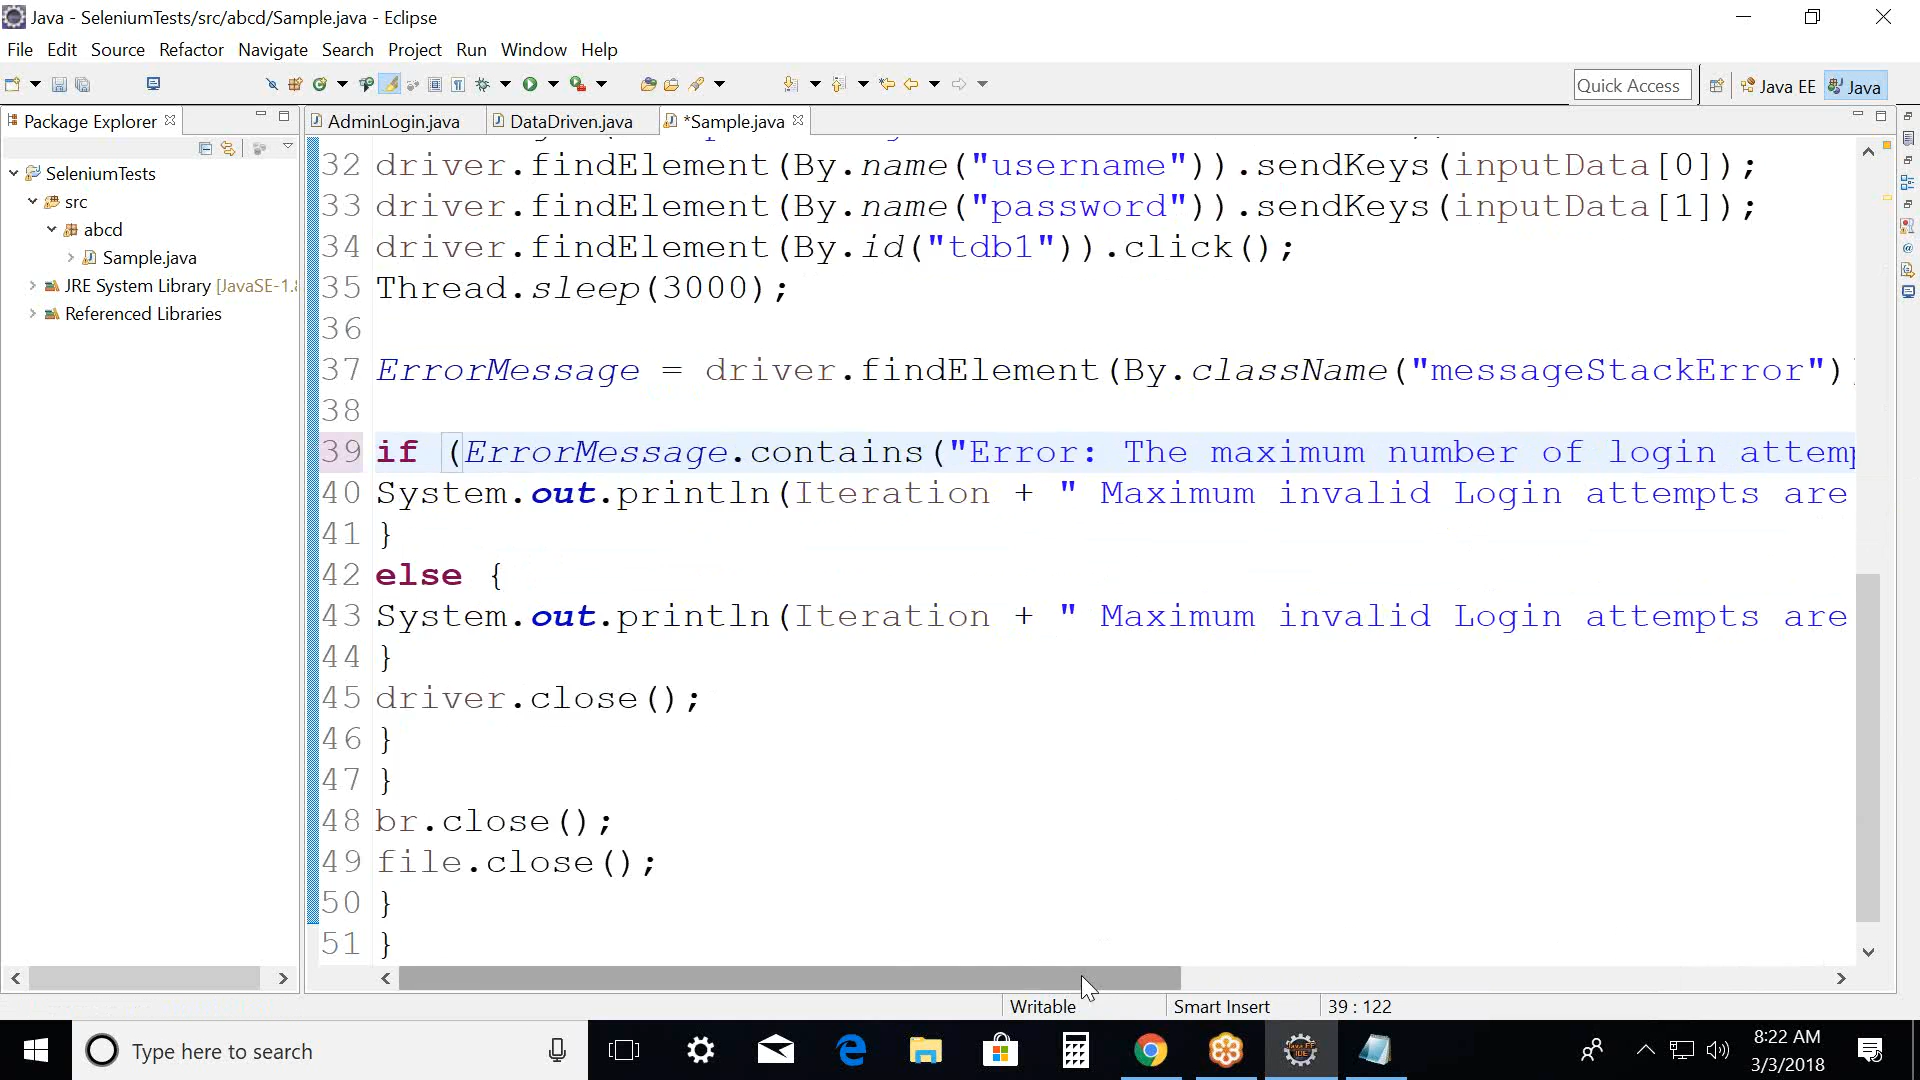 Java - SeleniumTests/src/abcd/Sample.java - Eclipse
File Edit Source Refactor Navigate Search Project Run Window Help
Quick Access
Java EE
Java
Package Explorer
AdminLogin.java
DataDriven.java
*Sample.java
SeleniumTests
src
abcd
Sample.java
JRE System Library [JavaSE-1.8
Referenced Libraries
32 driver.findElement(By.name("username")).sendKeys(inputData[0]);
33 driver.findElement(By.name("password")).sendKeys(inputData[1]);
34 driver.findElement(By.id("tdb1")).click();
35 Thread.sleep(3000);
36
37 ErrorMessage = driver.findElement(By.className("messageStackError")
38
39 if (ErrorMessage.contains("Error: The maximum number of login attemp
40 System.out.println(Iteration + " Maximum invalid Login attempts are
41 }
42 else {
43 System.out.println(Iteration + " Maximum invalid Login attempts are
44 }
45 driver.close();
46 }
47 }
48 br.close();
49 file.close();
50 }
51 }
Writable
Smart Insert
39 : 122
Type here to search
8:22 AM
3/3/2018